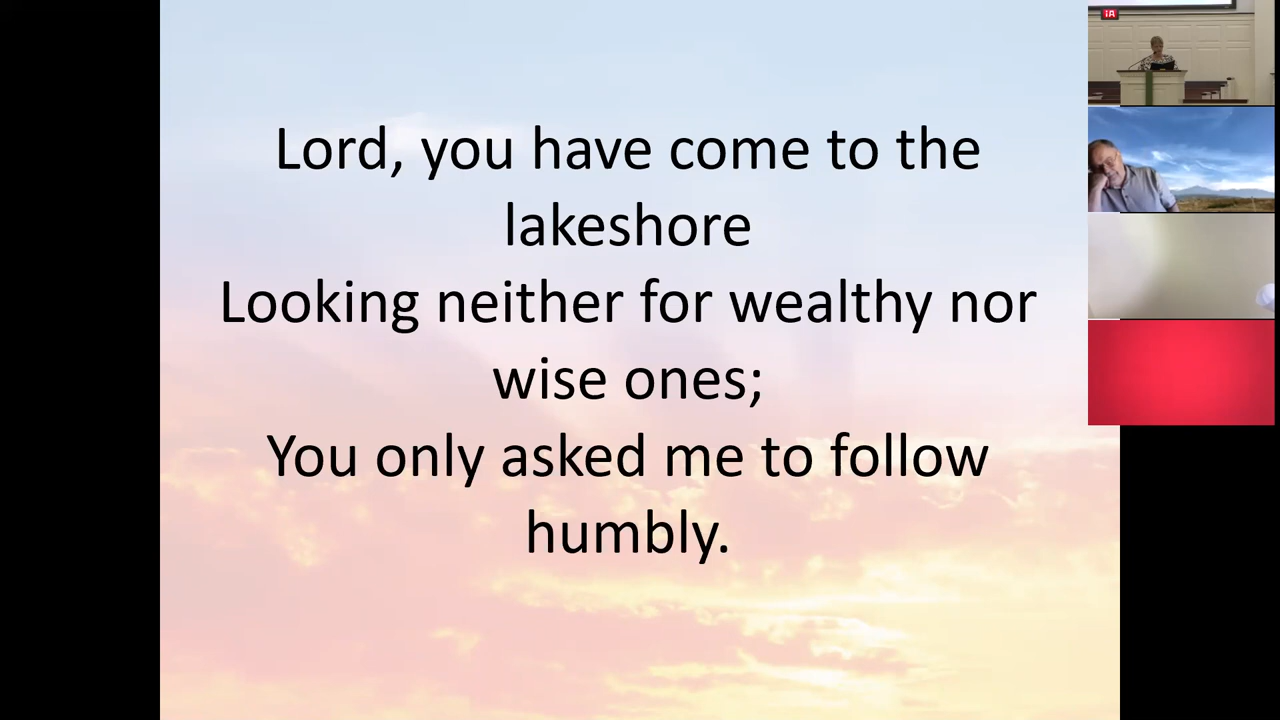 Lord, you have come to the
lakeshore
Looking neither for wealthy nor
wise ones;
You only asked me to follow
humbly.
iA